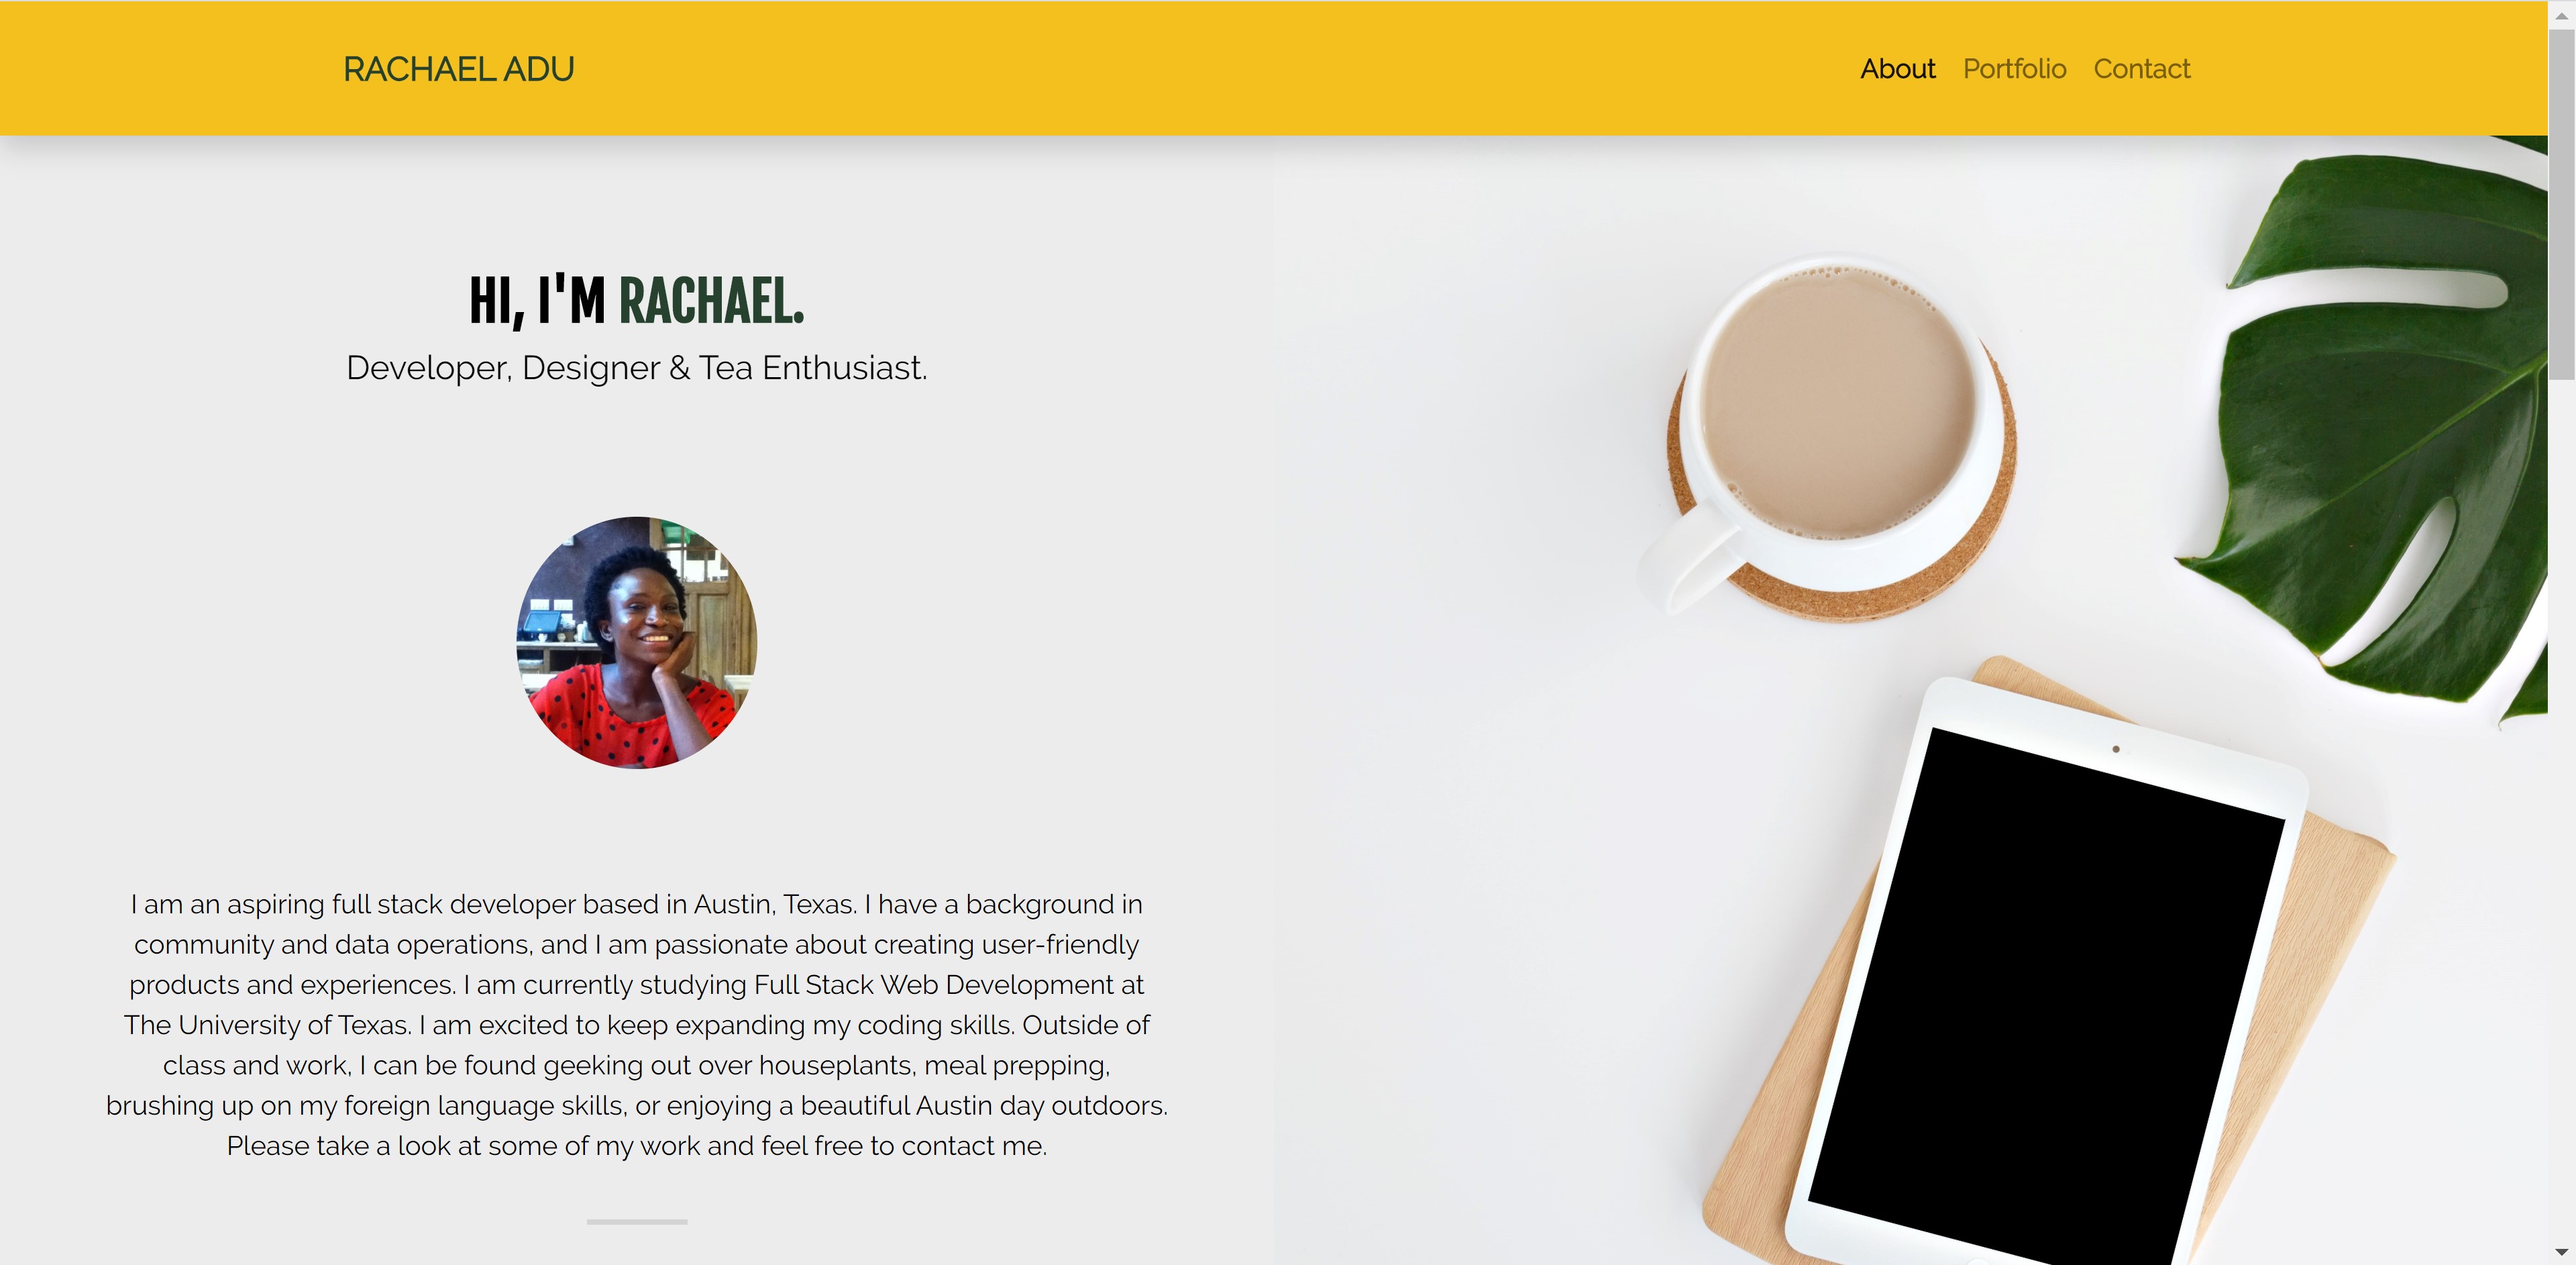 RACHAEL ADU
About Portfolio Contact
HI, I'M RACHAEL.
Developer, Designer & Tea Enthusiast.
I am an aspiring full stack developer based in Austin, Texas. I have a background in
community and data operations, and I am passionate about creating user-friendly
products and experiences. I am currently studying Full Stack Web Development at
The University of Texas. I am excited to keep expanding my coding skills. Outside of
class and work, I can be found geeking out over houseplants, meal prepping,
brushing up on my foreign language skills, or enjoying a beautiful Austin day outdoors.
Please take a look at some of my work and feel free to contact me.